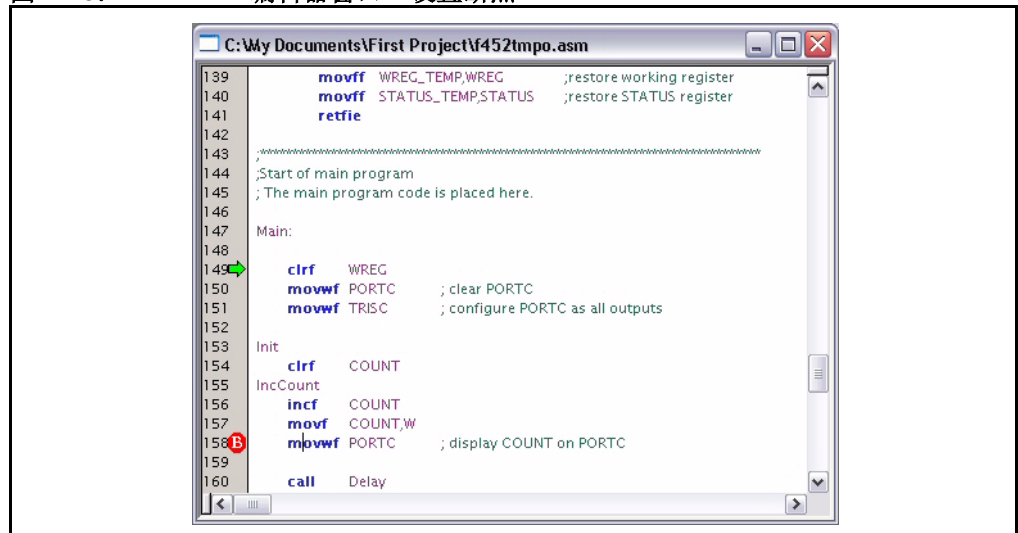 C:\My Documents\First Project\f452tmpo.asm
139 movff WREG_TEMP,WREG ;restore working register
140 movff STATUS_TEMP,STATUS ;restore STATUS register
141 retfie
142
143 ;******************************************************************************
144 ;Start of main program
145 ; The main program code is placed here.
146
147 Main:
148
149 clrf WREG
150 movwf PORTC ; clear PORTC
151 movwf TRISC ; configure PORTC as all outputs
152
153 Init
154 clrf COUNT
155 IncCount
156 incf COUNT
157 movf COUNT,W
158 B movwf PORTC ; display COUNT on PORTC
159
160 call Delay